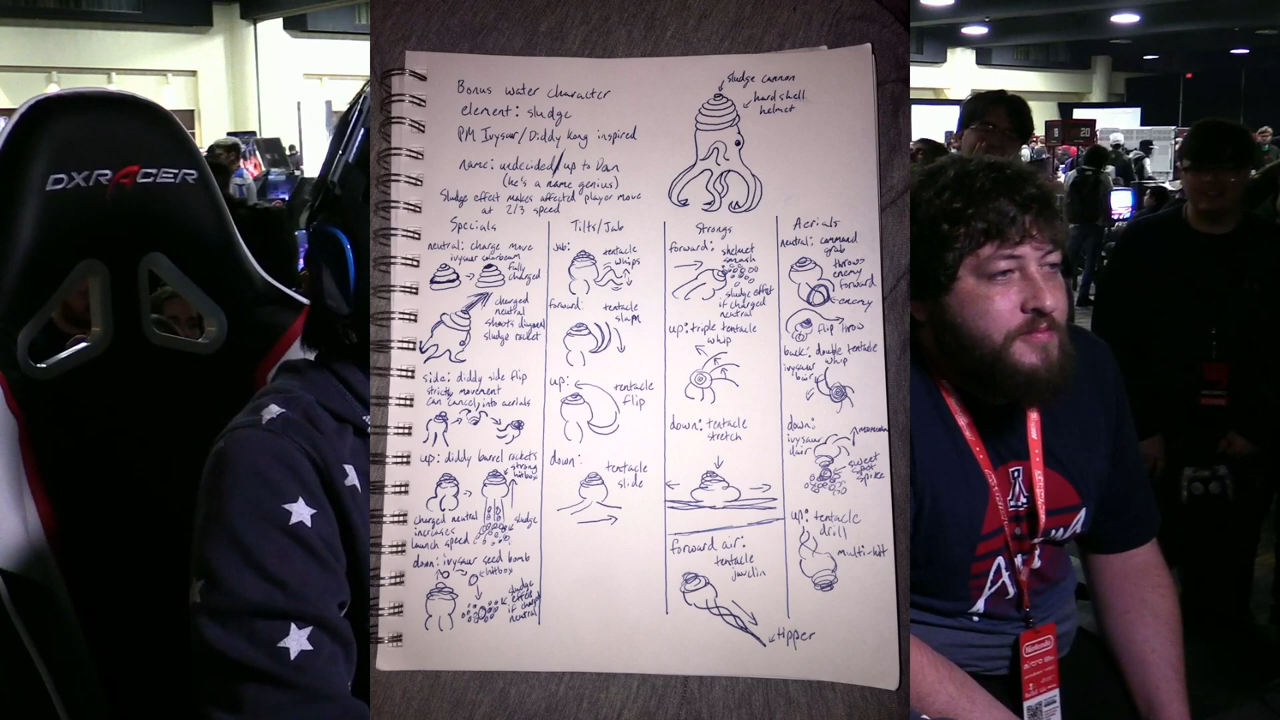 DXRACER
Bonus water character
element: sludge
PM Ivysaur/Diddy Kong inspired
name: undecided/up to Dan
(he's a name genius)
Sludge effect makes affected player move
at 2/3 speed
sludge cannon
hard shell
helmet
Specials
neutral: charge move
ivysaur solarbeam
fully
charged
charged
neutral
shoots diagonal
sludge rocket
side: diddy side flip
strictly movement
can cancel into aerials
up: diddy barrel rockets
strong
hitbox
charged neutral
increases
launch speed
sludge
down: ivysaur seed bomb
hitbox
sludge
effect
if charged
neutral
Tilts/Jab
jab:
tentacle
whips
forward:
tentacle
slam
up:
tentacle
flip
down:
tentacle
slide
Strongs
forward:
skelmet
smash
sludge effect
if charged
neutral
up: triple tentacle
whip
down: tentacle
stretch
forward air:
tentacle
javelin
tipper
Aerials
neutral: command
grab
throws
enemy
forward
enemy
flip throw
back: double tentacle
whip
ivysaur
bair
down:
ivysaur
dair
sweet
spot
spike
up: tentacle
drill
multi-hit
8 20
A
Nintendo